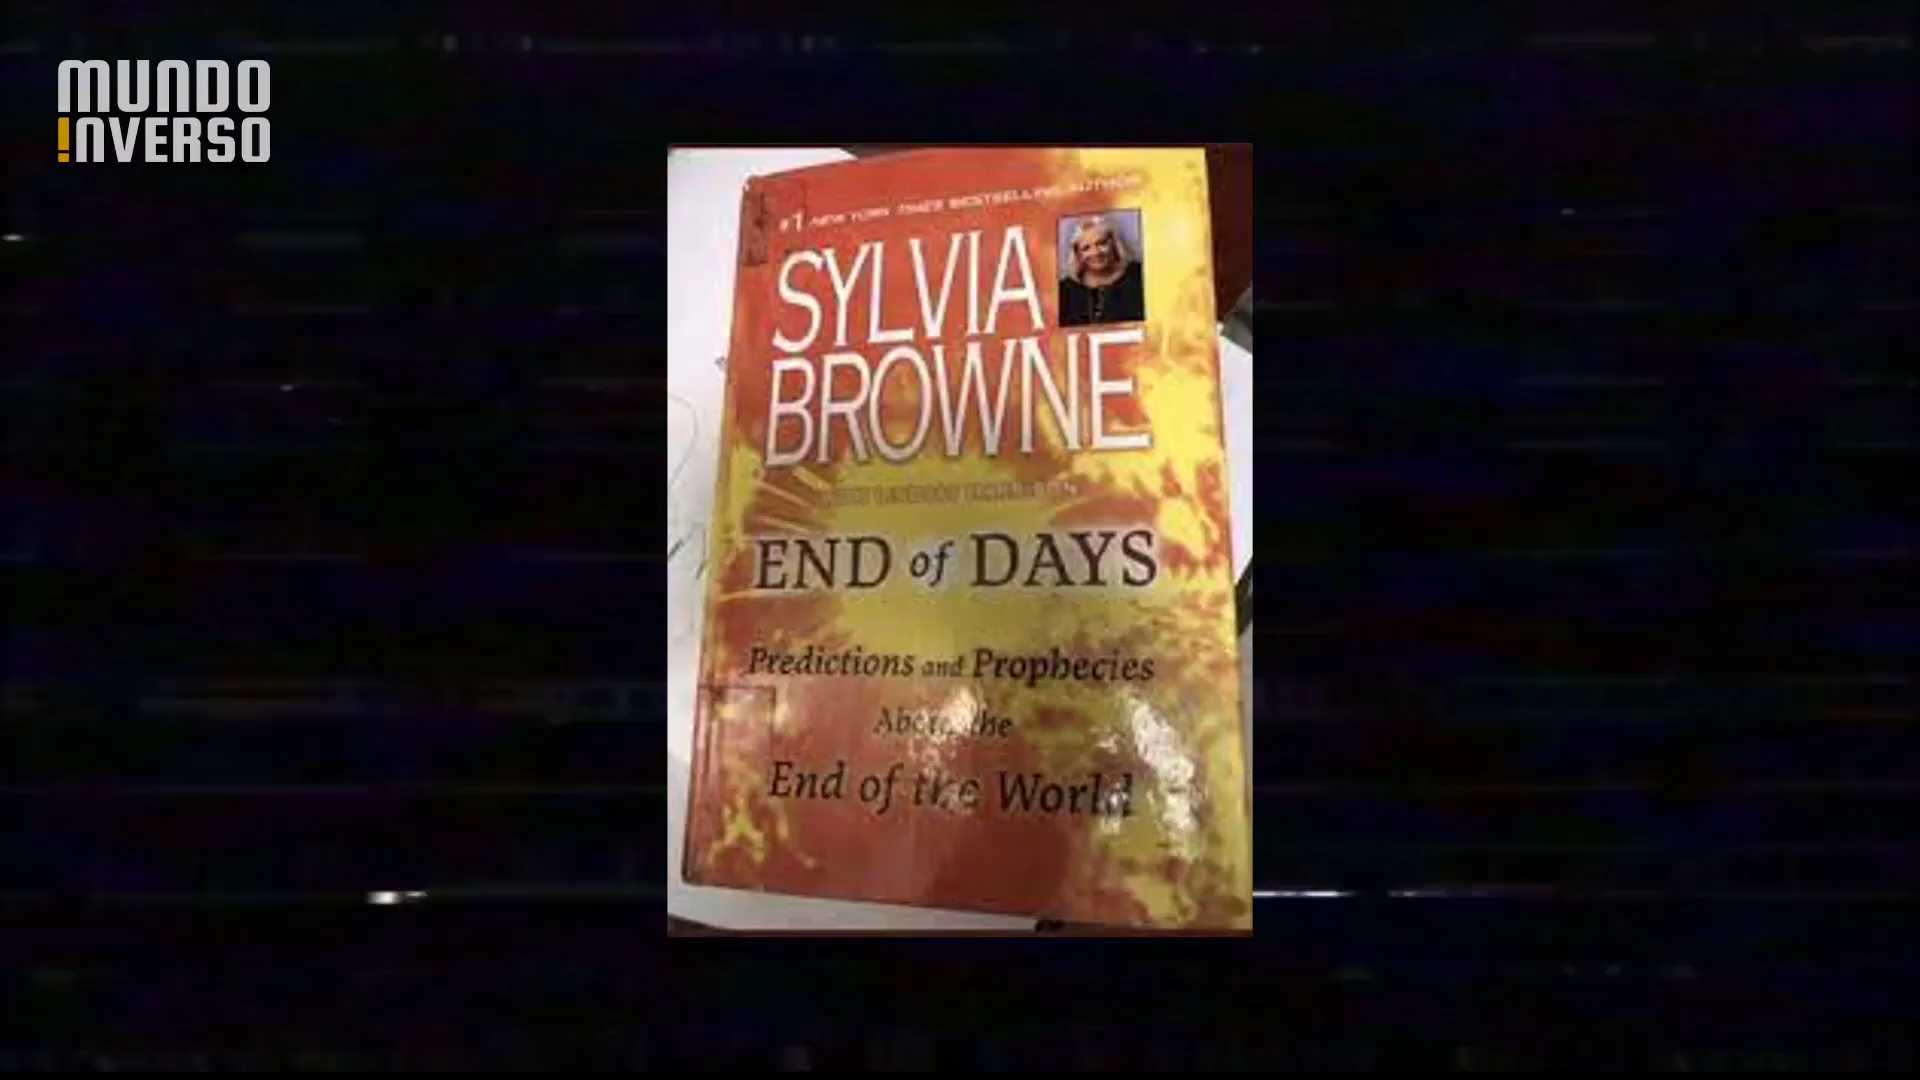 MUNDO
!NVERSO
#1 NEW YORK TIMES BESTSELLING AUTHOR
SYLVIA
BROWNE
END of DAYS
Predictions and Prophecies
About the
End of the World